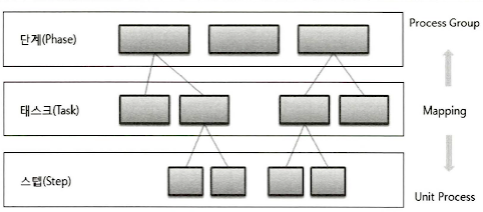 단계(Phase)
Process Group
태스크(Task)
Mapping
스텝(Step)
Unit Process